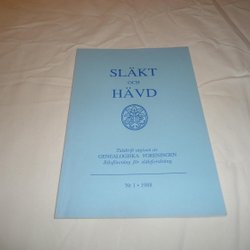 SLÄKT
OCH
HÄVD
Tidskrift utgiven av
GENEALOGISKA FÖRENINGEN
Riksförening för släktforskning
Nr 1 • 1988